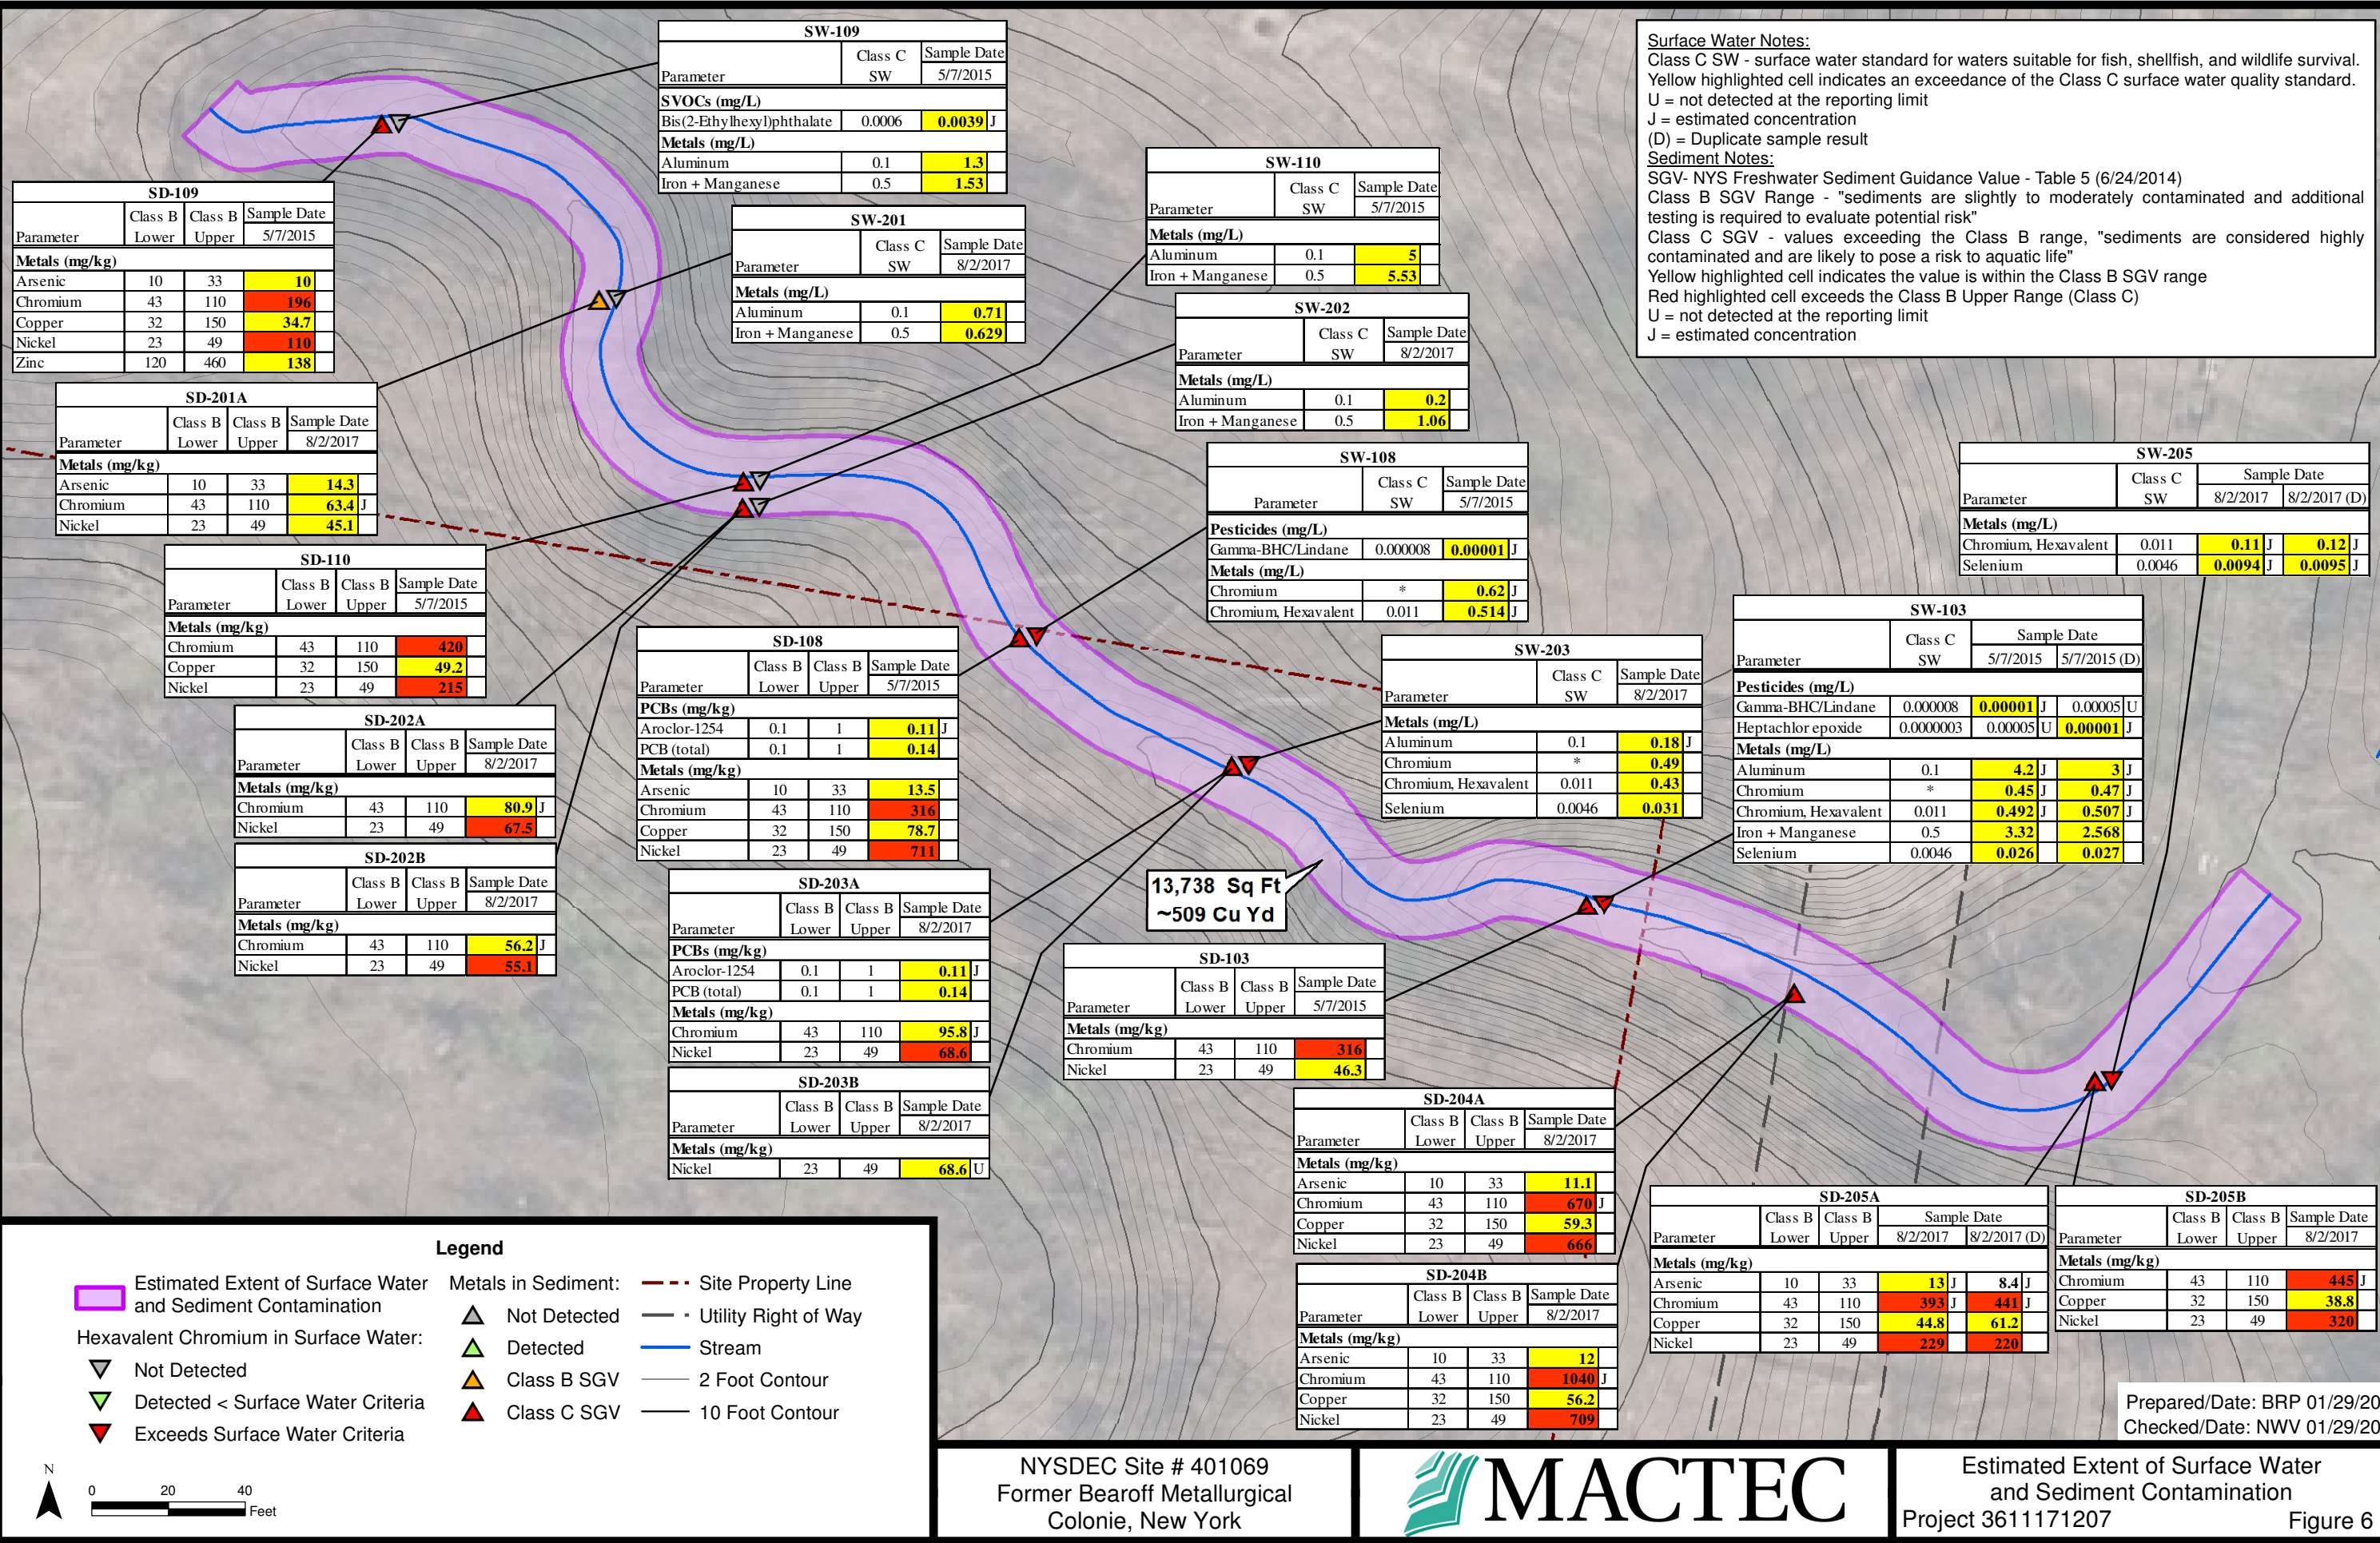 SW-109
Parameter Class C SW Sample Date 5/7/2015
SVOCs (mg/L)
Bis(2-Ethylhexyl)phthalate 0.0006 0.0039 J
Metals (mg/L)
Aluminum 0.1 1.3
Iron + Manganese 0.5 1.53
Surface Water Notes:
Class C SW - surface water standard for waters suitable for fish, shellfish, and wildlife survival.
Yellow highlighted cell indicates an exceedance of the Class C surface water quality standard.
U = not detected at the reporting limit
J = estimated concentration
(D) = Duplicate sample result
Sediment Notes:
SGV- NYS Freshwater Sediment Guidance Value - Table 5 (6/24/2014)
Class B SGV Range - "sediments are slightly to moderately contaminated and additional
testing is required to evaluate potential risk"
Class C SGV - values exceeding the Class B range, "sediments are considered highly
contaminated and are likely to pose a risk to aquatic life"
Yellow highlighted cell indicates the value is within the Class B SGV range
Red highlighted cell exceeds the Class B Upper Range (Class C)
U = not detected at the reporting limit
J = estimated concentration
SD-109
Parameter Class B Lower Class B Upper Sample Date 5/7/2015
Metals (mg/kg)
Arsenic 10 33 10
Chromium 43 110 196
Copper 32 150 34.7
Nickel 23 49 110
Zinc 120 460 138
SW-201
Parameter Class C SW Sample Date 8/2/2017
Metals (mg/L)
Aluminum 0.1 0.71
Iron + Manganese 0.5 0.629
SW-110
Parameter Class C SW Sample Date 5/7/2015
Metals (mg/L)
Aluminum 0.1 5
Iron + Manganese 0.5 5.53
SW-202
Parameter Class C SW Sample Date 8/2/2017
Metals (mg/L)
Aluminum 0.1 0.2
Iron + Manganese 0.5 1.06
SD-201A
Parameter Class B Lower Class B Upper Sample Date 8/2/2017
Metals (mg/kg)
Arsenic 10 33 14.3
Chromium 43 110 63.4 J
Nickel 23 49 45.1
SW-108
Parameter Class C SW Sample Date 5/7/2015
Pesticides (mg/L)
Gamma-BHC/Lindane 0.000008 0.00001 J
Metals (mg/L)
Chromium * 0.62 J
Chromium, Hexavalent 0.011 0.514 J
SW-205
Parameter Class C SW Sample Date 8/2/2017 8/2/2017 (D)
Metals (mg/L)
Chromium, Hexavalent 0.011 0.11 J 0.12 J
Selenium 0.0046 0.0094 J 0.0095 J
SD-110
Parameter Class B Lower Class B Upper Sample Date 5/7/2015
Metals (mg/kg)
Chromium 43 110 420
Copper 32 150 49.2
Nickel 23 49 215
SD-108
Parameter Class B Lower Class B Upper Sample Date 5/7/2015
PCBs (mg/kg)
Aroclor-1254 0.1 1 0.11 J
PCB (total) 0.1 1 0.14
Metals (mg/kg)
Arsenic 10 33 13.5
Chromium 43 110 316
Copper 32 150 78.7
Nickel 23 49 711
SW-203
Parameter Class C SW Sample Date 8/2/2017
Metals (mg/L)
Aluminum 0.1 0.18 J
Chromium * 0.49
Chromium, Hexavalent 0.011 0.43
Selenium 0.0046 0.031
SW-103
Parameter Class C SW Sample Date 5/7/2015 5/7/2015 (D)
Pesticides (mg/L)
Gamma-BHC/Lindane 0.000008 0.00001 J 0.00005 U
Heptachlor epoxide 0.0000003 0.00005 U 0.00001 J
Metals (mg/L)
Aluminum 0.1 4.2 J 3 J
Chromium * 0.45 J 0.47 J
Chromium, Hexavalent 0.011 0.492 J 0.507 J
Iron + Manganese 0.5 3.32 2.568
Selenium 0.0046 0.026 0.027
SD-202A
Parameter Class B Lower Class B Upper Sample Date 8/2/2017
Metals (mg/kg)
Chromium 43 110 80.9 J
Nickel 23 49 67.5
SD-202B
Parameter Class B Lower Class B Upper Sample Date 8/2/2017
Metals (mg/kg)
Chromium 43 110 56.2 J
Nickel 23 49 55.1
SD-203A
Parameter Class B Lower Class B Upper Sample Date 8/2/2017
PCBs (mg/kg)
Aroclor-1254 0.1 1 0.11 J
PCB (total) 0.1 1 0.14
Metals (mg/kg)
Chromium 43 110 95.8 J
Nickel 23 49 68.6
13,738 Sq Ft
~509 Cu Yd
SD-103
Parameter Class B Lower Class B Upper Sample Date 5/7/2015
Metals (mg/kg)
Chromium 43 110 316
Nickel 23 49 46.3
SD-203B
Parameter Class B Lower Class B Upper Sample Date 8/2/2017
Metals (mg/kg)
Nickel 23 49 68.6 U
SD-204A
Parameter Class B Lower Class B Upper Sample Date 8/2/2017
Metals (mg/kg)
Arsenic 10 33 11.1
Chromium 43 110 670 J
Copper 32 150 59.3
Nickel 23 49 666
SD-204B
Parameter Class B Lower Class B Upper Sample Date 8/2/2017
Metals (mg/kg)
Arsenic 10 33 12
Chromium 43 110 1040 J
Copper 32 150 56.2
Nickel 23 49 709
SD-205A
Parameter Class B Lower Class B Upper Sample Date 8/2/2017 8/2/2017 (D)
Metals (mg/kg)
Arsenic 10 33 13 J 8.4 J
Chromium 43 110 393 J 441 J
Copper 32 150 44.8 61.2
Nickel 23 49 229 220
SD-205B
Parameter Class B Lower Class B Upper Sample Date 8/2/2017
Metals (mg/kg)
Chromium 43 110 445 J
Copper 32 150 38.8
Nickel 23 49 320
Legend
Estimated Extent of Surface Water
and Sediment Contamination
Hexavalent Chromium in Surface Water:
Not Detected
Detected < Surface Water Criteria
Exceeds Surface Water Criteria
Metals in Sediment:
Not Detected
Detected
Class B SGV
Class C SGV
Site Property Line
Utility Right of Way
Stream
2 Foot Contour
10 Foot Contour
N
0 20 40
Feet
Prepared/Date: BRP 01/29/20
Checked/Date: NWV 01/29/20
NYSDEC Site # 401069
Former Bearoff Metallurgical
Colonie, New York
MACTEC
Estimated Extent of Surface Water
and Sediment Contamination
Project 3611171207 Figure 6